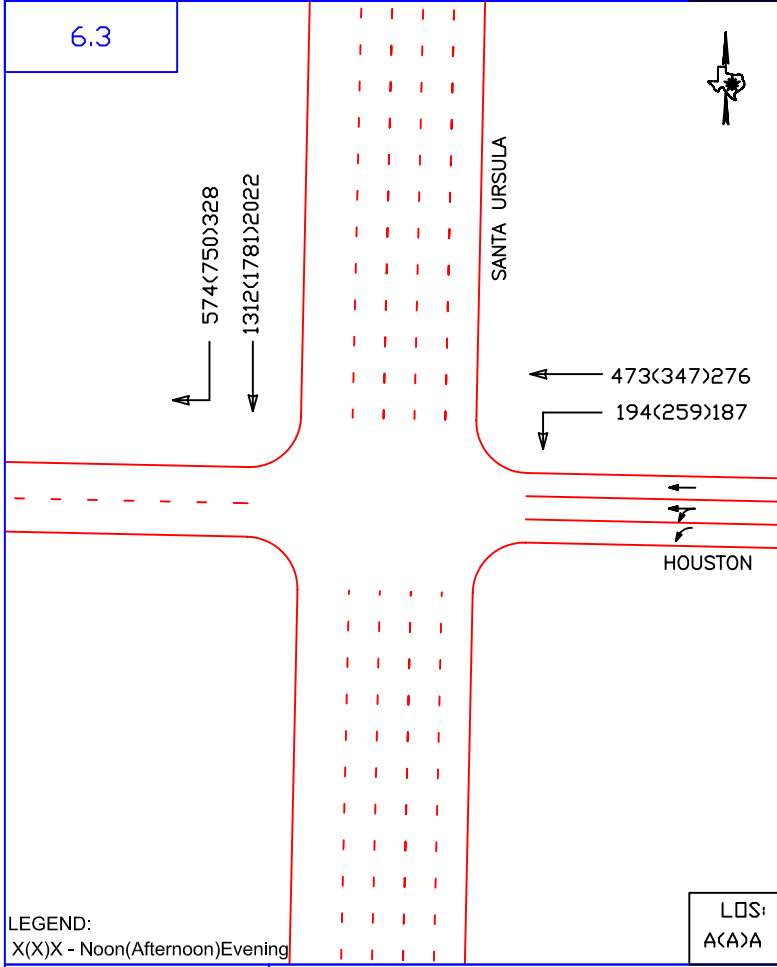 6.3
SANTA URSULA
574(750)328
1312(1781)2022
473(347)276
194(259)187
HOUSTON
LEGEND:
X(X)X - Noon(Afternoon)Evening
LOS:
A(A)A